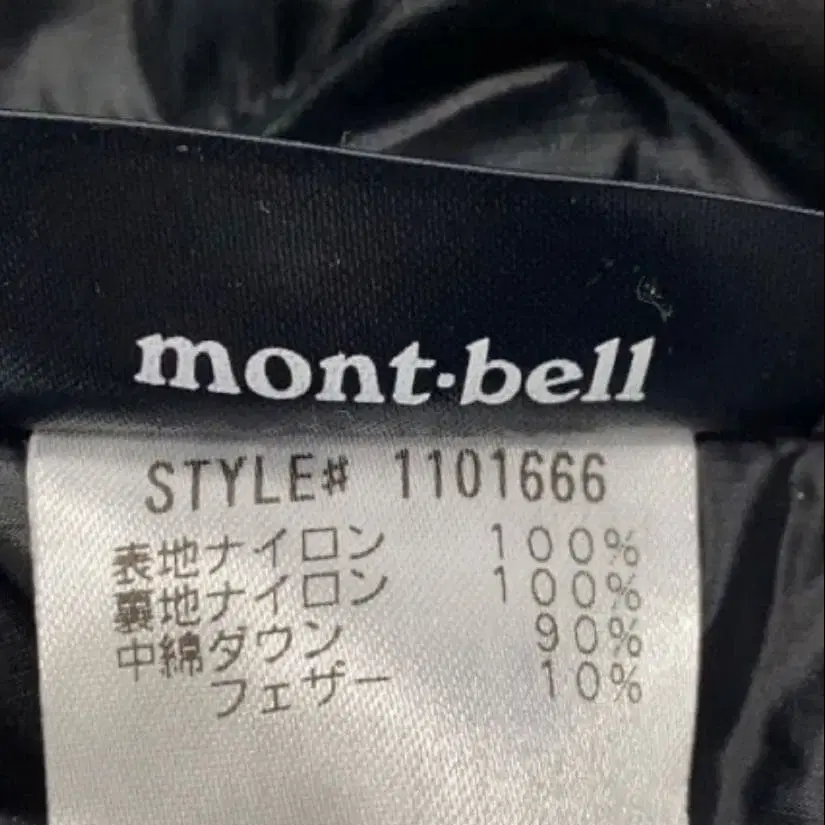 mont·bell
STYLE# 1101666
表地ナイロン 100%
裏地ナイロン 100%
中綿ダウン 90%
フェザー 10%